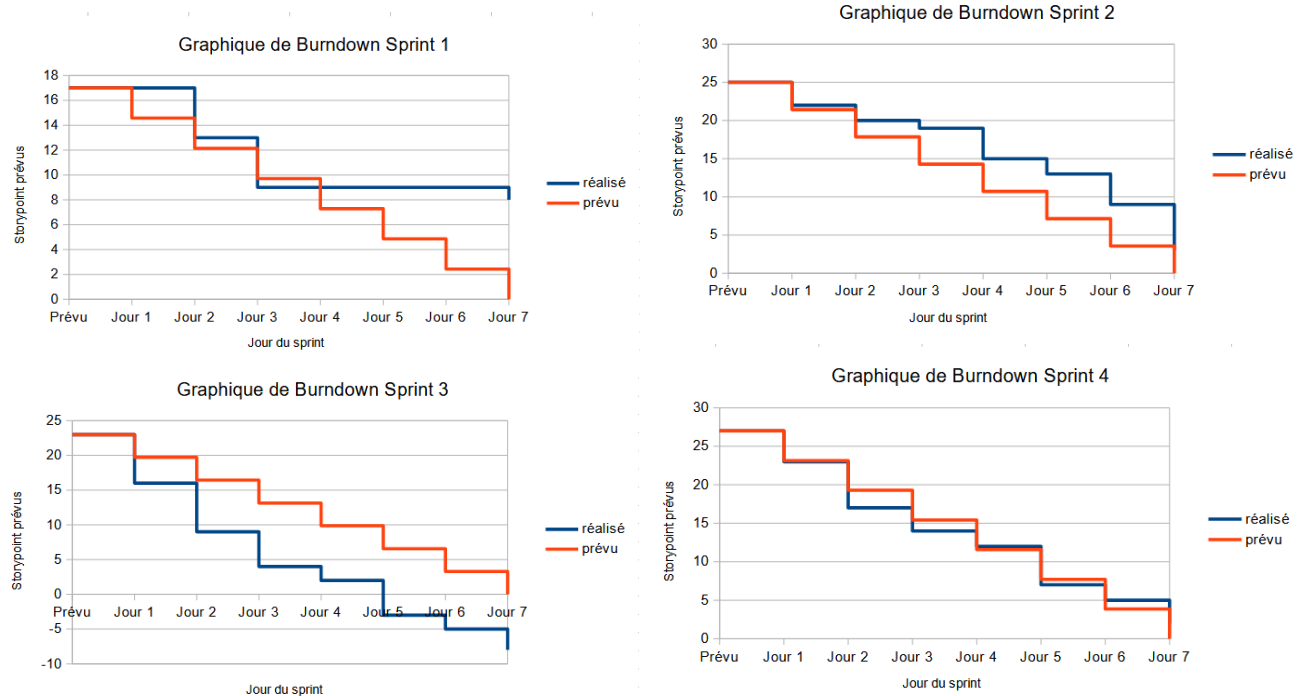 Graphique de Burndown Sprint 1
18
16
14
12
10
8
6
4
2
0
Storypoint prévus
Prévu Jour 1 Jour 2 Jour 3 Jour 4 Jour 5 Jour 6 Jour 7
Jour du sprint
réalisé
prévu
Graphique de Burndown Sprint 2
30
25
20
15
10
5
0
Storypoint prévus
Prévu Jour 1 Jour 2 Jour 3 Jour 4 Jour 5 Jour 6 Jour 7
Jour du sprint
réalisé
prévu
Graphique de Burndown Sprint 3
25
20
15
10
5
0
-5
-10
Storypoint prévus
Prévu Jour 1 Jour 2 Jour 3 Jour 4 Jour 5 Jour 6 Jour 7
Jour du sprint
réalisé
prévu
Graphique de Burndown Sprint 4
30
25
20
15
10
5
0
Storypoint prévus
Prévu Jour 1 Jour 2 Jour 3 Jour 4 Jour 5 Jour 6 Jour 7
Jour du sprint
réalisé
prévu